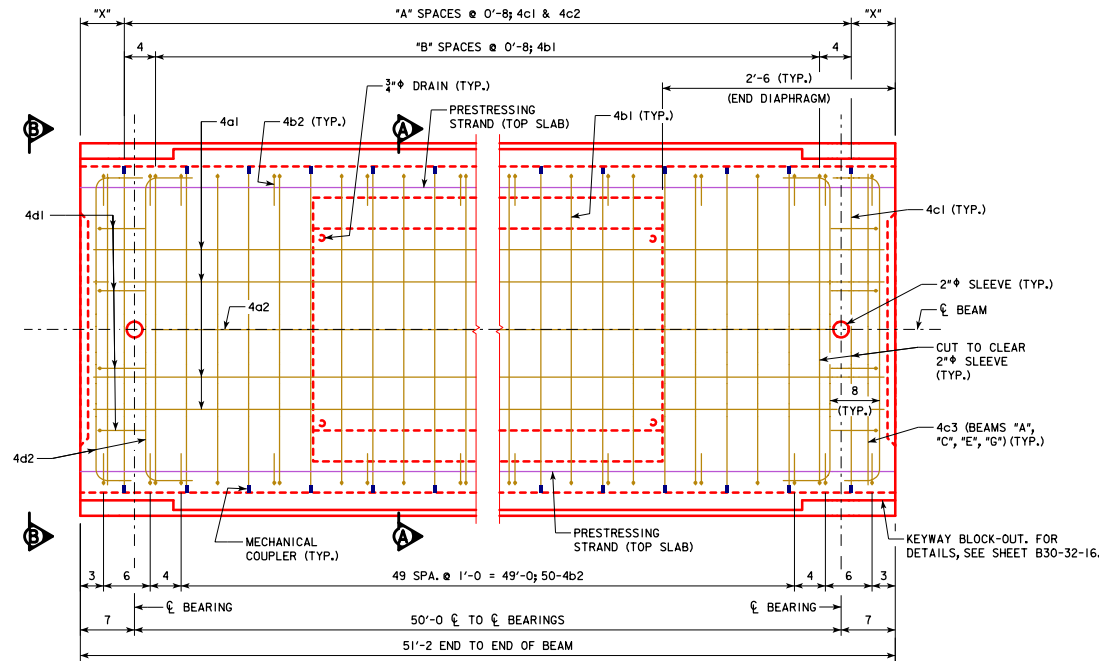 "X"
"A" SPACES @ 0'-8; 4c1 & 4c2
"X"
4
"B" SPACES @ 0'-8; 4b1
4
2'-6 (TYP.)
(END DIAPHRAGM)
3/4"φ DRAIN (TYP.)
PRESTRESSING
STRAND (TOP SLAB)
B
4a1
4b2 (TYP.)
A
4b1 (TYP.)
B
4d1
4c1 (TYP.)
4a2
2"φ SLEEVE (TYP.)
℄ BEAM
CUT TO CLEAR
2"φ SLEEVE
(TYP.)
8
(TYP.)
4c3 (BEAMS "A",
"C", "E", "G") (TYP.)
4d2
B
MECHANICAL
COUPLER (TYP.)
A
PRESTRESSING
STRAND (TOP SLAB)
KEYWAY BLOCK-OUT. FOR
DETAILS, SEE SHEET B30-32-16.
3
6
4
49 SPA. @ 1'-0 = 49'-0; 50-4b2
4
6
3
℄ BEARING
℄ BEARING
7
50'-0 ℄ TO ℄ BEARINGS
7
51'-2 END TO END OF BEAM